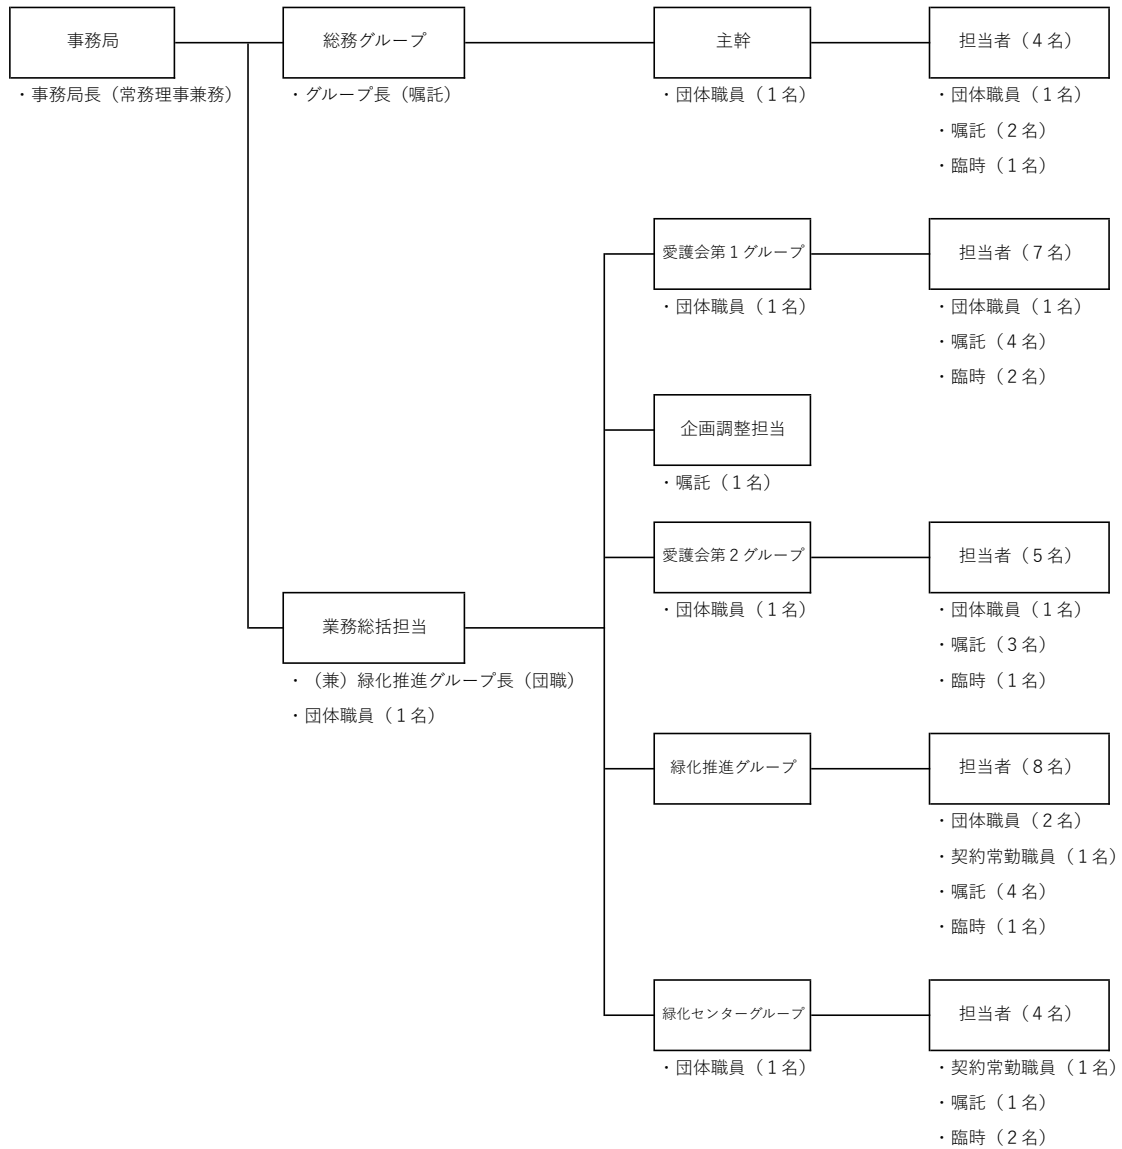 事務局
・事務局長（常務理事兼務）
総務グループ
・グループ長（嘱託）
主幹
・団体職員（１名）
担当者（４名）
・団体職員（１名）
・嘱託（２名）
・臨時（１名）
愛護会第１グループ
・団体職員（１名）
担当者（７名）
・団体職員（１名）
・嘱託（４名）
・臨時（２名）
企画調整担当
・嘱託（１名）
愛護会第２グループ
・団体職員（１名）
担当者（５名）
・団体職員（１名）
・嘱託（３名）
・臨時（１名）
業務総括担当
・（兼）緑化推進グループ長（団職）
・団体職員（１名）
緑化推進グループ
担当者（８名）
・団体職員（２名）
・契約常勤職員（１名）
・嘱託（４名）
・臨時（１名）
緑化センターグループ
・団体職員（１名）
担当者（４名）
・契約常勤職員（１名）
・嘱託（１名）
・臨時（２名）